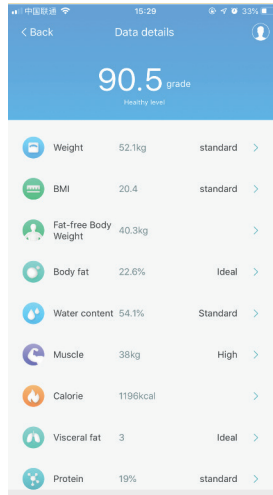 中国联通 15:29 33%
< Back Data details
90.5 grade
Healthy level
Weight 52.1kg standard >
BMI 20.4 standard >
Fat-free Body
Weight 40.3kg >
Body fat 22.6% Ideal >
Water content 54.1% Standard >
Muscle 38kg High >
Calorie 1196kcal >
Visceral fat 3 Ideal >
Protein 19% standard >